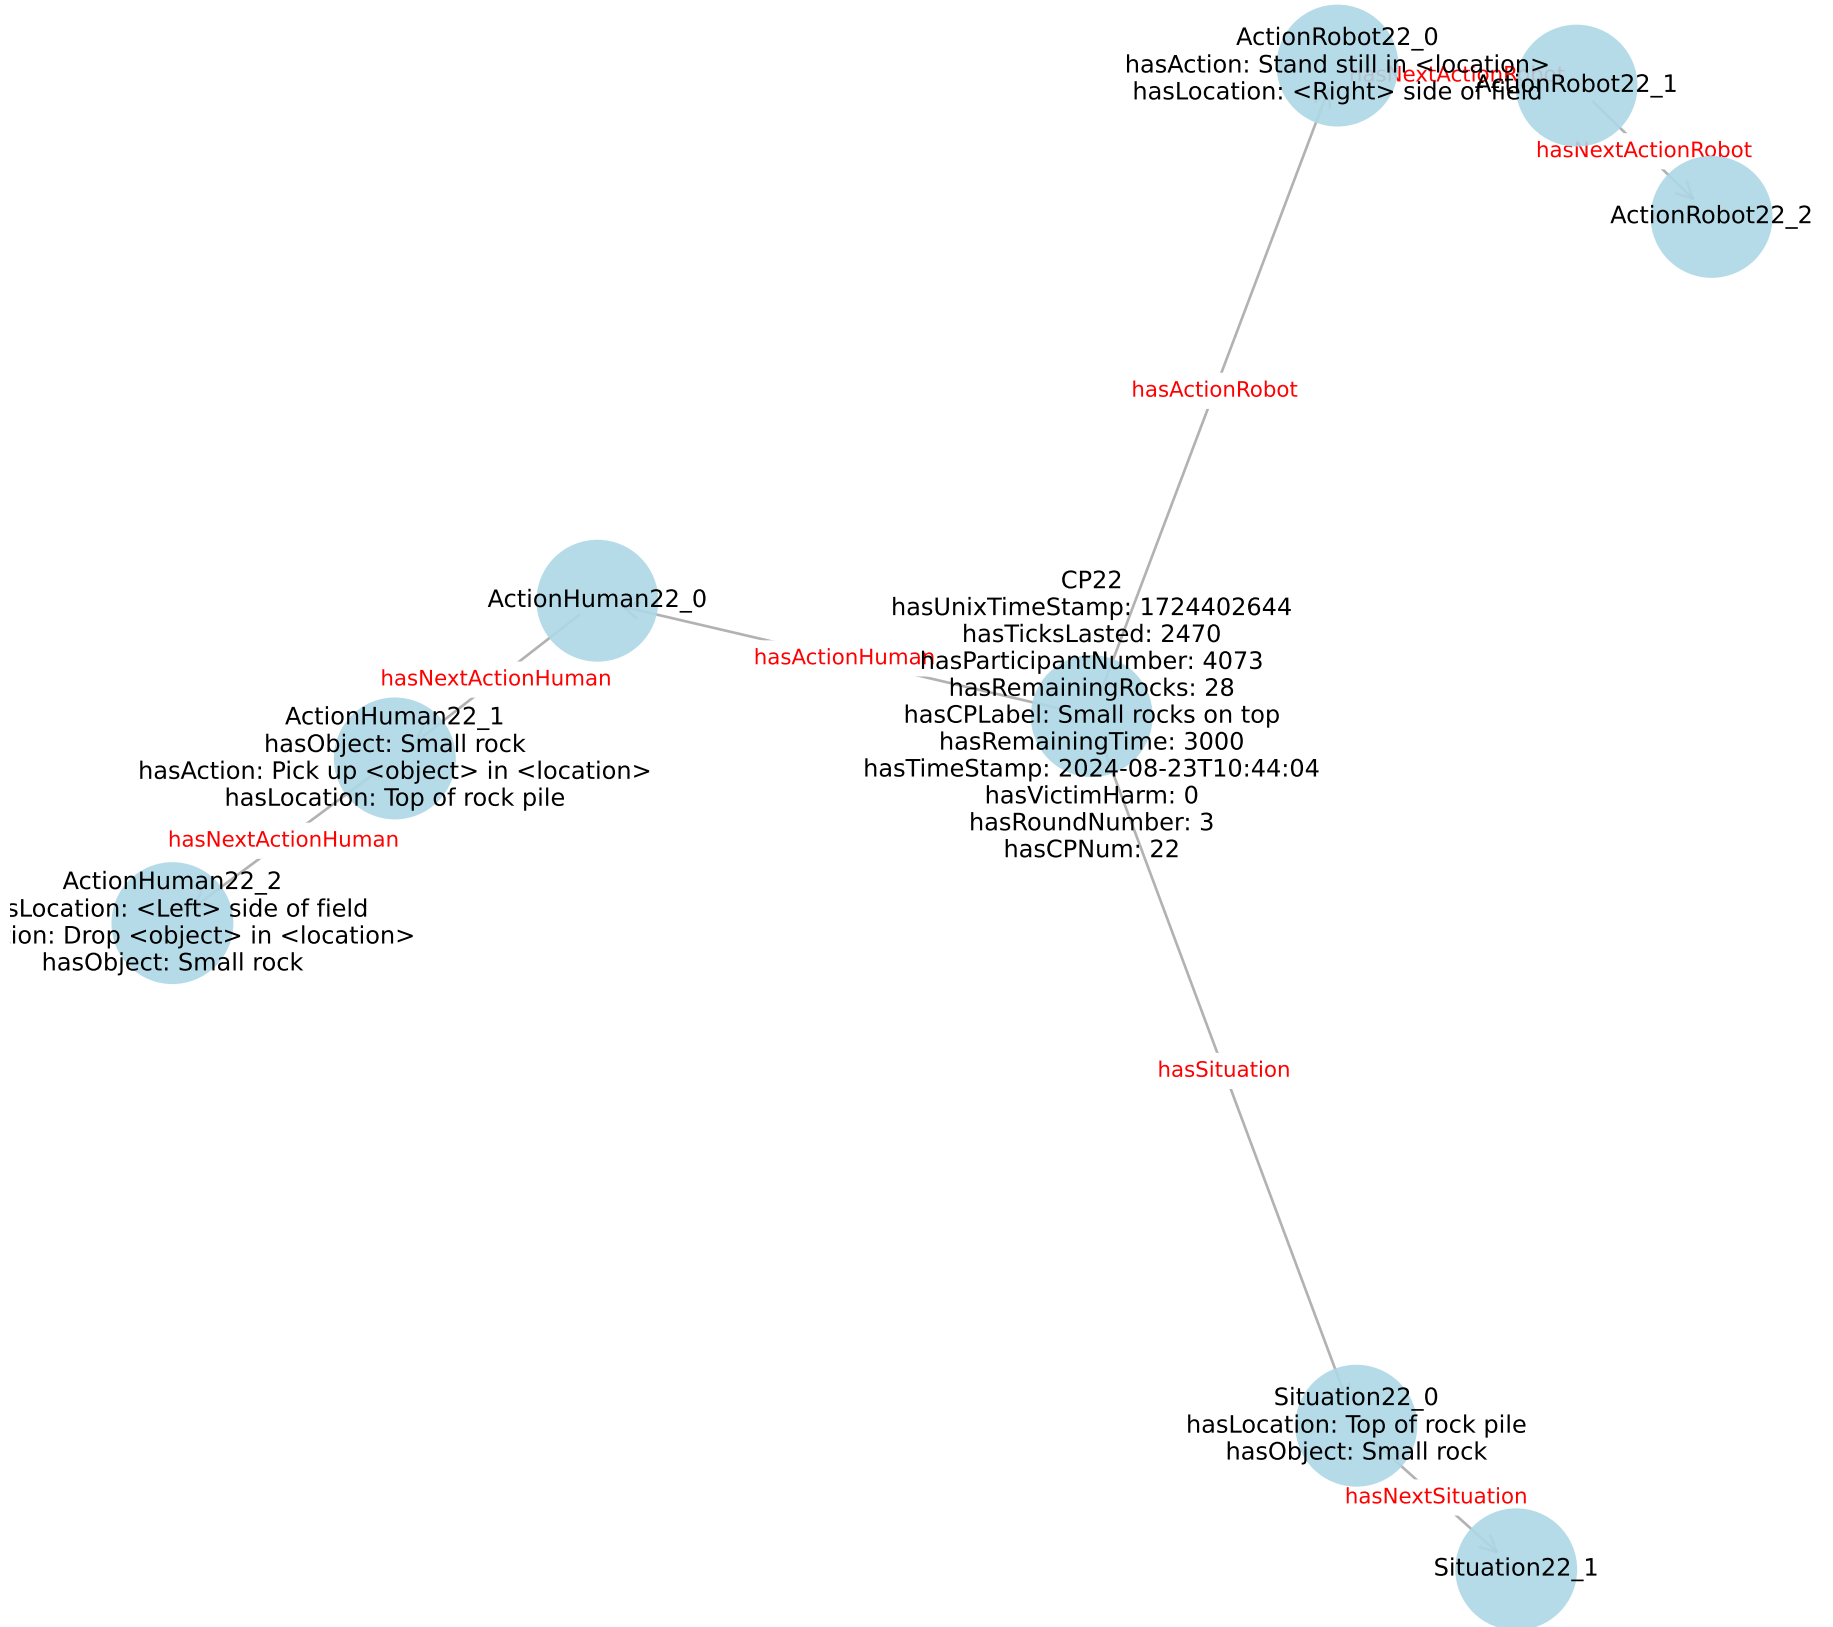 ActionRobot22_0
hasAction: Stand still in <location>
hasLocation: <Right> side of field
hasNextActionRobot
ActionRobot22_1
hasNextActionRobot
ActionRobot22_2
hasActionRobot
ActionHuman22_0
hasActionHuman
CP22
hasUnixTimeStamp: 1724402644
hasTicksLasted: 2470
hasParticipantNumber: 4073
hasRemainingRocks: 28
hasCPLabel: Small rocks on top
hasRemainingTime: 3000
hasTimeStamp: 2024-08-23T10:44:04
hasVictimHarm: 0
hasRoundNumber: 3
hasCPNum: 22
hasNextActionHuman
ActionHuman22_1
hasObject: Small rock
hasAction: Pick up <object> in <location>
hasLocation: Top of rock pile
hasNextActionHuman
ActionHuman22_2
sLocation: <Left> side of field
ion: Drop <object> in <location>
hasObject: Small rock
hasSituation
Situation22_0
hasLocation: Top of rock pile
hasObject: Small rock
hasNextSituation
Situation22_1